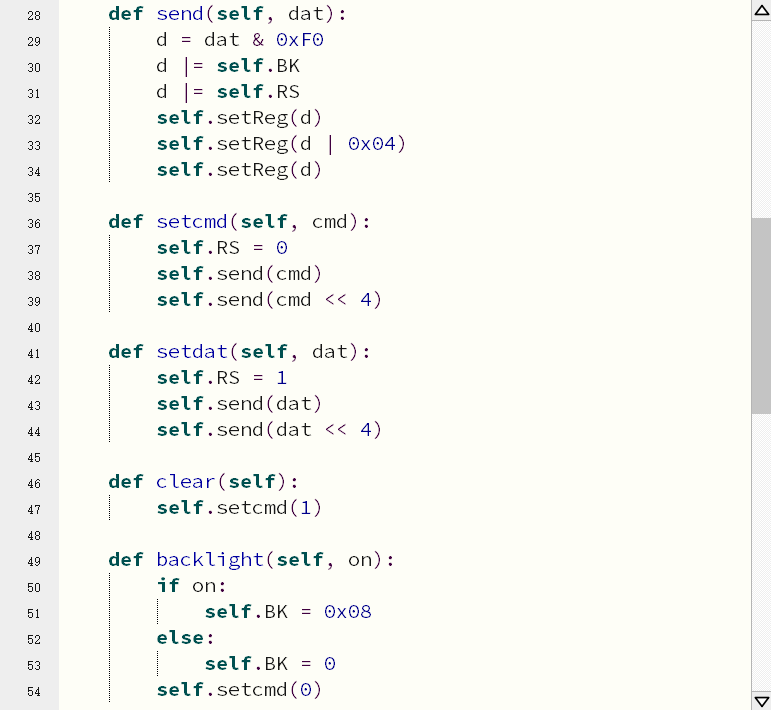 28     def send(self, dat):
29         d = dat & 0xF0
30         d |= self.BK
31         d |= self.RS
32         self.setReg(d)
33         self.setReg(d | 0x04)
34         self.setReg(d)
35
36     def setcmd(self, cmd):
37         self.RS = 0
38         self.send(cmd)
39         self.send(cmd << 4)
40
41     def setdat(self, dat):
42         self.RS = 1
43         self.send(dat)
44         self.send(dat << 4)
45
46     def clear(self):
47         self.setcmd(1)
48
49     def backlight(self, on):
50         if on:
51             self.BK = 0x08
52         else:
53             self.BK = 0
54         self.setcmd(0)